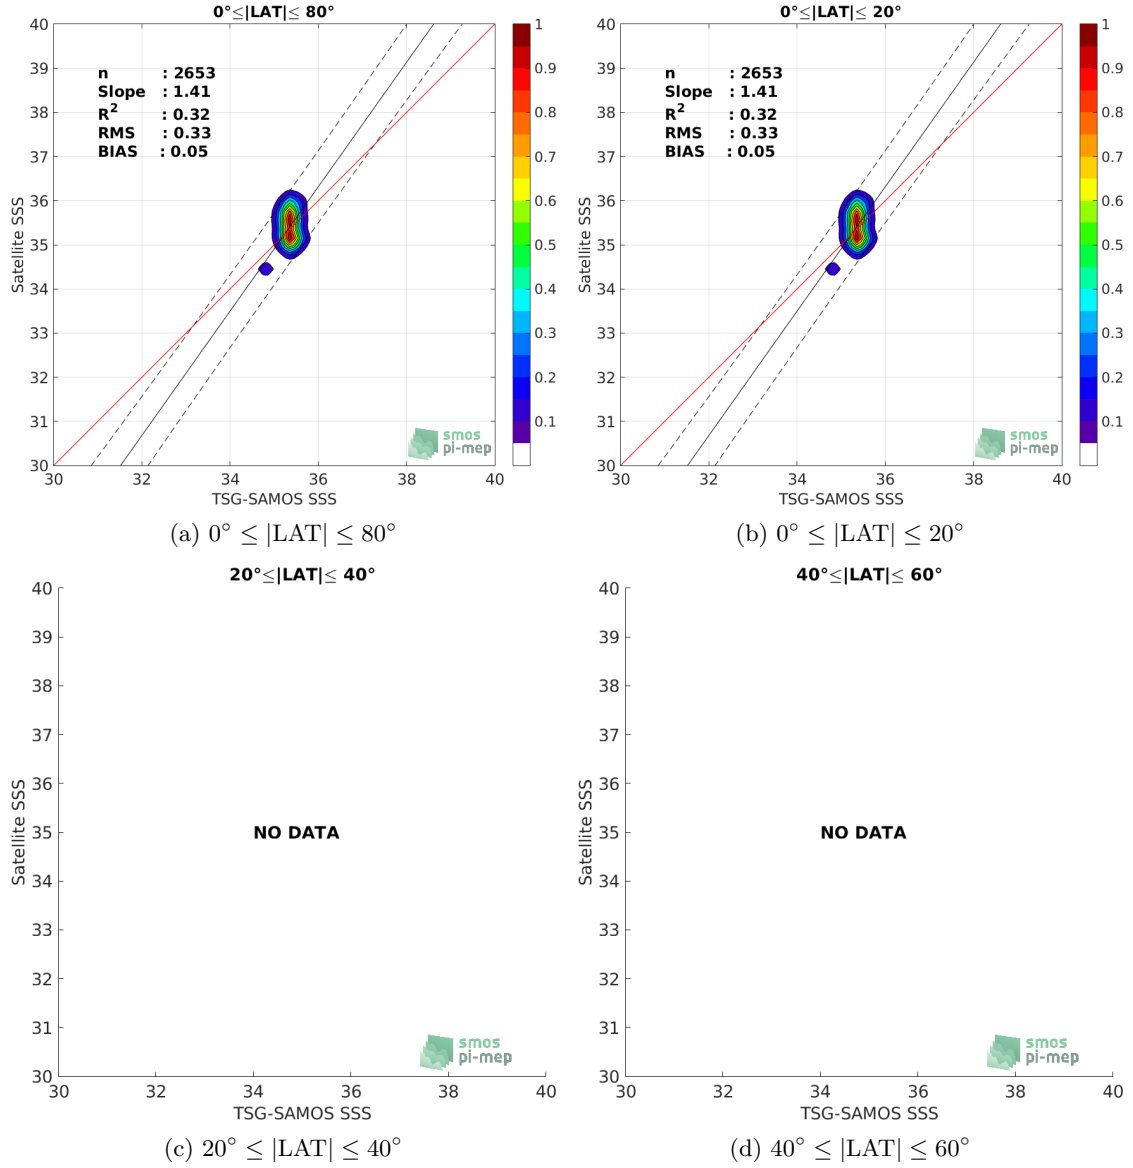 0°≤|LAT|≤ 80°
n : 2653
Slope : 1.41
R² : 0.32
RMS : 0.33
BIAS : 0.05
40
39
38
37
36
35
34
33
32
31
30
Satellite SSS
30 32 34 36 38 40
TSG-SAMOS SSS
1
0.9
0.8
0.7
0.6
0.5
0.4
0.3
0.2
0.1
smos
pi-mep
(a) 0° ≤ |LAT| ≤ 80°
0°≤|LAT|≤ 20°
n : 2653
Slope : 1.41
R² : 0.32
RMS : 0.33
BIAS : 0.05
40
39
38
37
36
35
34
33
32
31
30
Satellite SSS
30 32 34 36 38 40
TSG-SAMOS SSS
1
0.9
0.8
0.7
0.6
0.5
0.4
0.3
0.2
0.1
smos
pi-mep
(b) 0° ≤ |LAT| ≤ 20°
20°≤|LAT|≤ 40°
40
39
38
37
36
35
34
33
32
31
30
Satellite SSS
NO DATA
30 32 34 36 38 40
TSG-SAMOS SSS
smos
pi-mep
(c) 20° ≤ |LAT| ≤ 40°
40°≤|LAT|≤ 60°
40
39
38
37
36
35
34
33
32
31
30
Satellite SSS
NO DATA
30 32 34 36 38 40
TSG-SAMOS SSS
smos
pi-mep
(d) 40° ≤ |LAT| ≤ 60°